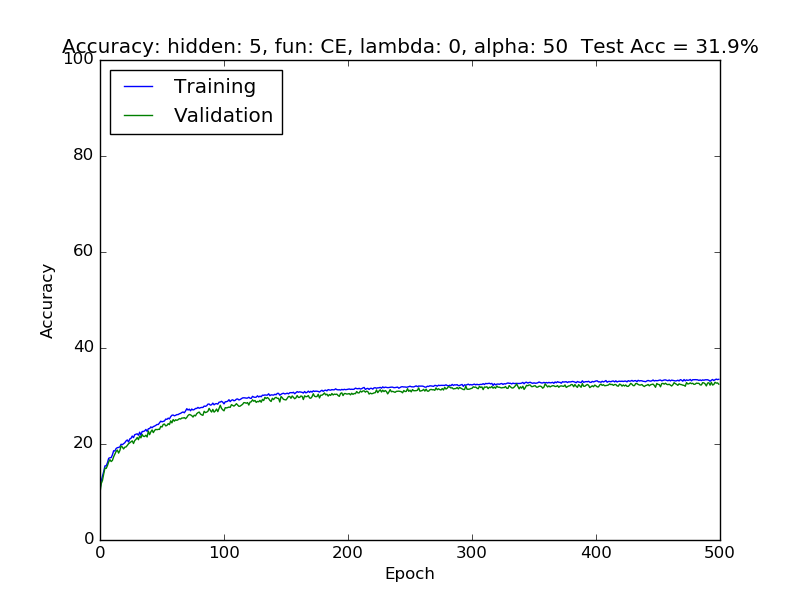 Accuracy: hidden: 5, fun: CE, lambda: 0, alpha: 50  Test Acc = 31.9%
100
80
60
40
20
0
Accuracy
Training
Validation
0 100 200 300 400 500
Epoch